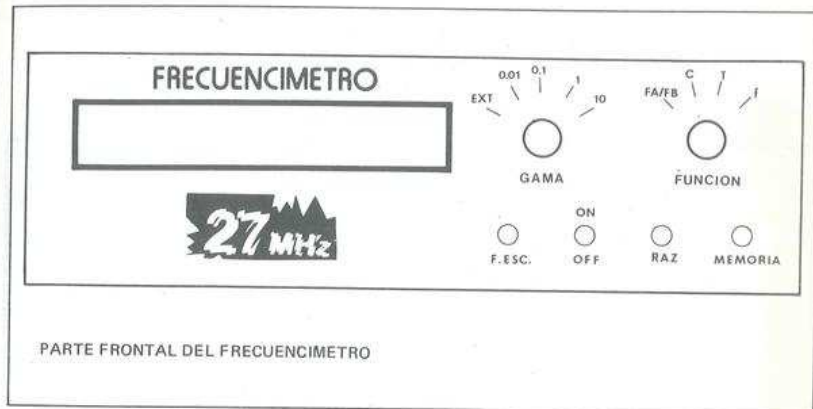 FRECUENCIMETRO
EXT 0.01 0.1 1 10
GAMA
FA/FB C T F
FUNCION
27 MHz
F.ESC.
ON
OFF
RAZ
MEMORIA
PARTE FRONTAL DEL FRECUENCIMETRO